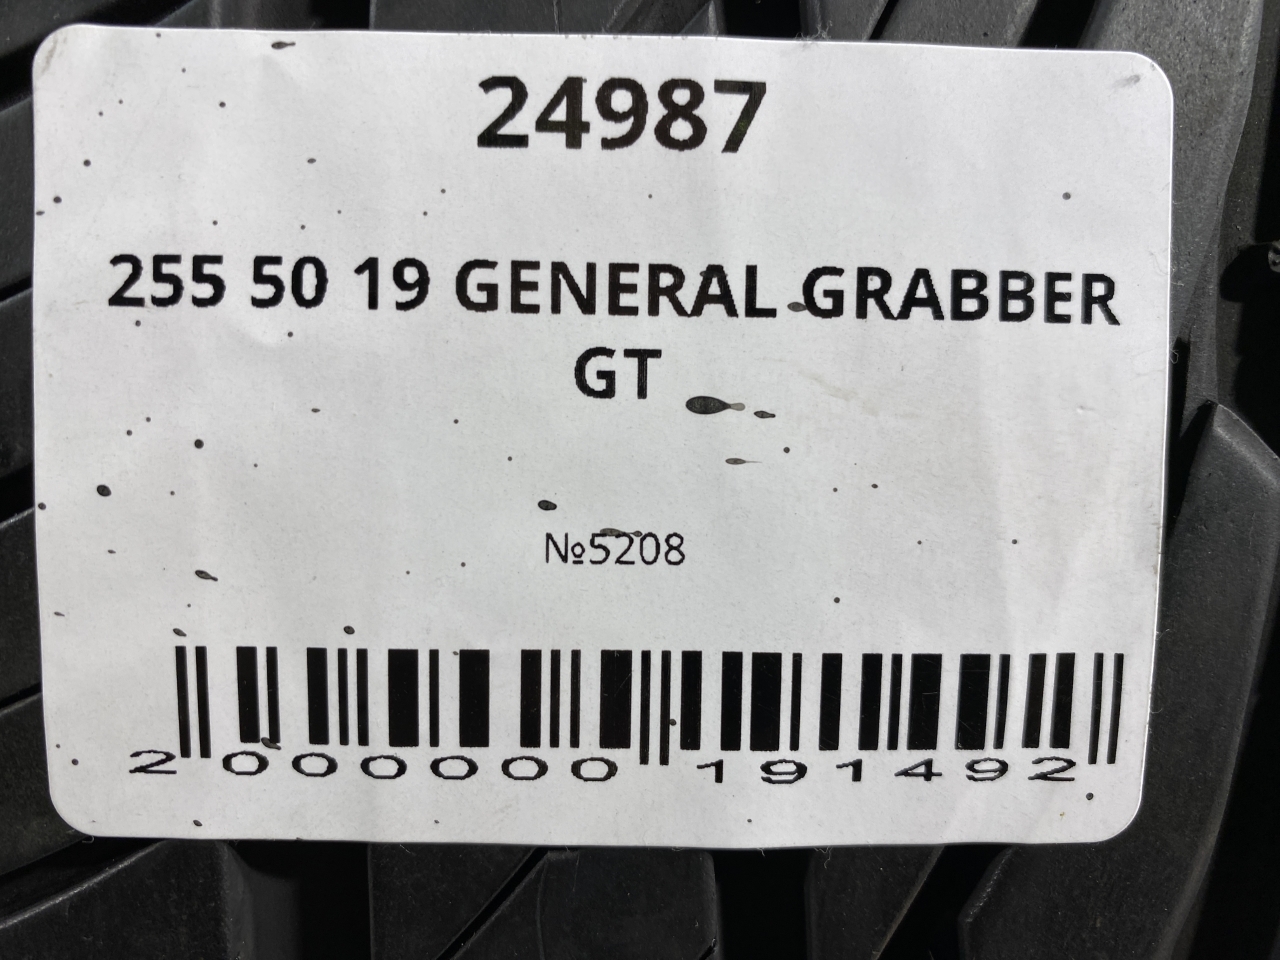 24987
255 50 19 GENERAL GRABBER
GT
№5208
2 000000 191492